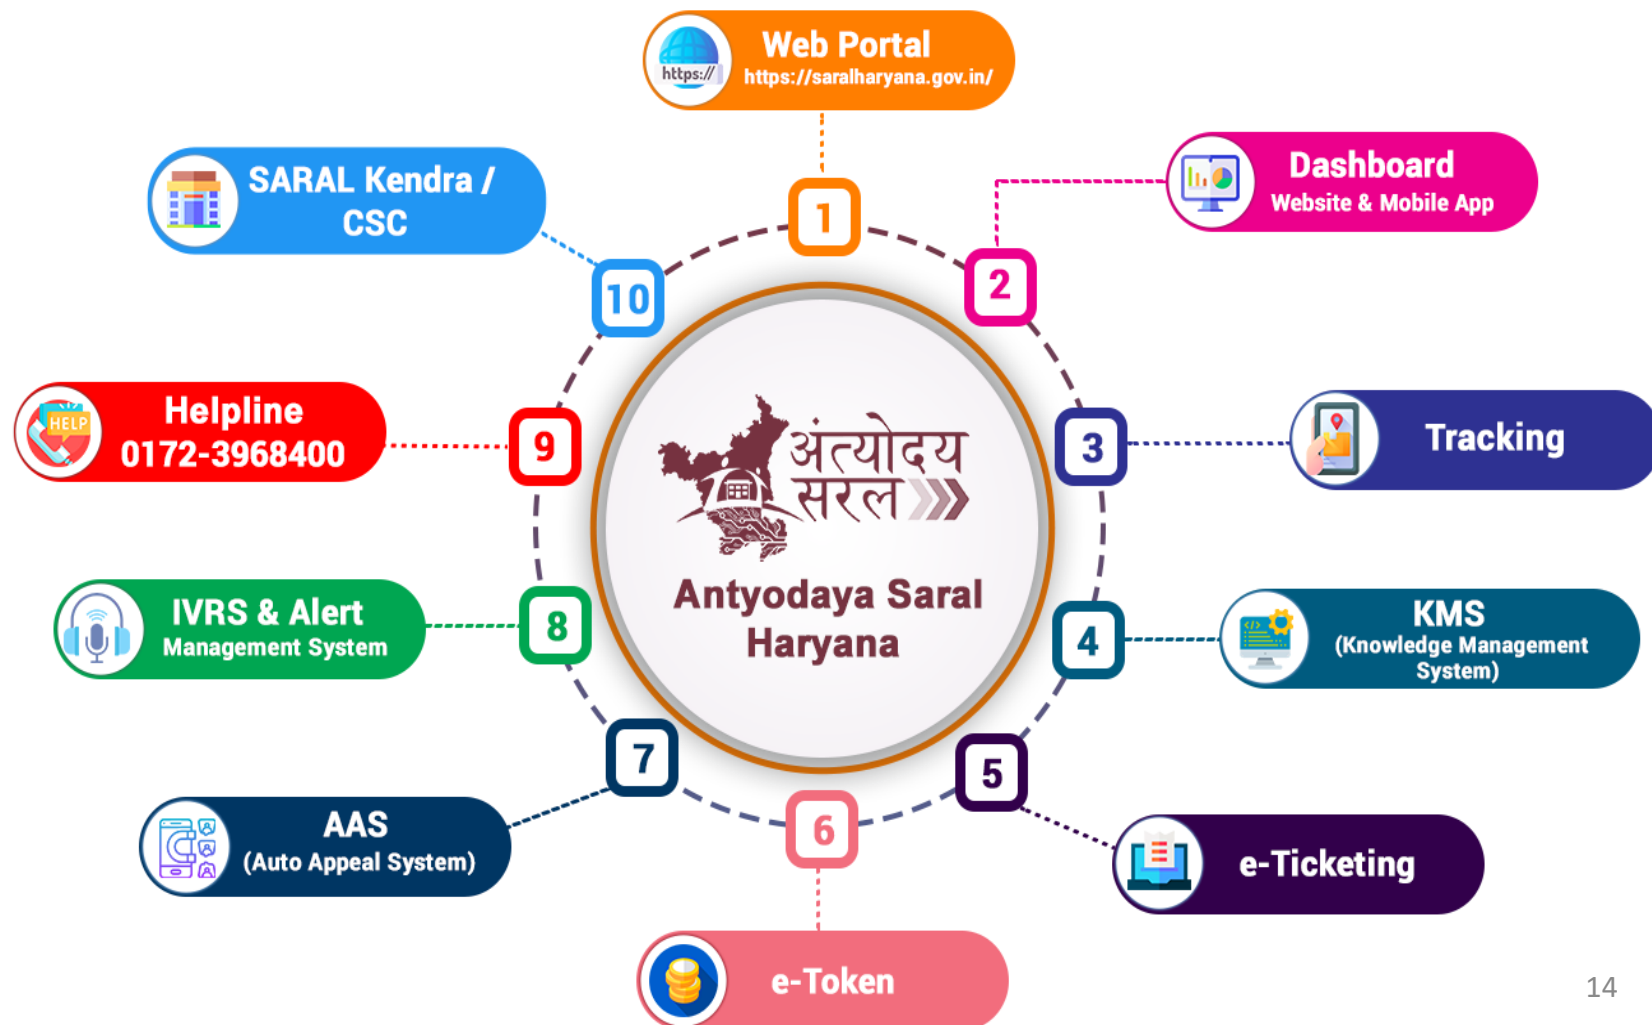 Web Portal
https://
https://saralharyana.gov.in/
1
Dashboard
Website & Mobile App
2
Tracking
3
KMS
(Knowledge Management
System)
4
e-Ticketing
5
e-Token
6
AAS
(Auto Appeal System)
7
IVRS & Alert
Management System
8
HELP
Helpline
0172-3968400
9
SARAL Kendra /
CSC
10
अंत्योदय
सरल
Antyodaya Saral
Haryana
14